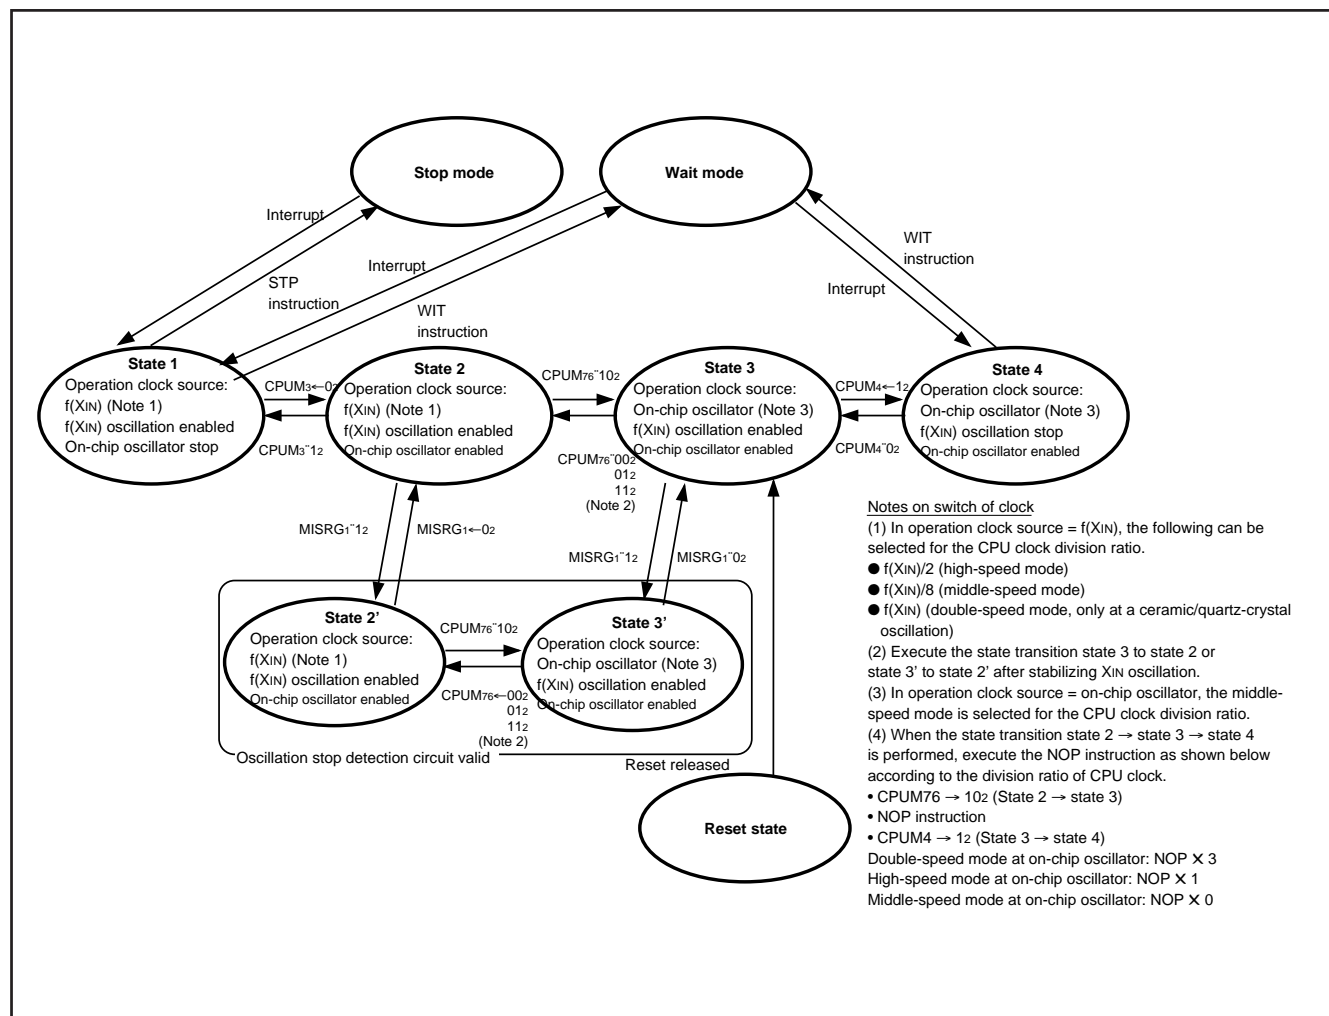 Stop mode
Wait mode
Interrupt
STP
instruction
Interrupt
WIT
instruction
WIT
instruction
Interrupt
State 1
Operation clock source:
f(XIN) (Note 1)
f(XIN) oscillation enabled
On-chip oscillator stop
CPUM3←02
CPUM3¨12
State 2
Operation clock source:
f(XIN) (Note 1)
f(XIN) oscillation enabled
On-chip oscillator enabled
CPUM76¨102
CPUM76¨002
012
112
(Note 2)
State 3
Operation clock source:
On-chip oscillator (Note 3)
f(XIN) oscillation enabled
On-chip oscillator enabled
CPUM4←12
CPUM4¨02
State 4
Operation clock source:
On-chip oscillator (Note 3)
f(XIN) oscillation stop
On-chip oscillator enabled
MISRG1¨12
MISRG1←02
MISRG1¨12
MISRG1¨02
State 2'
Operation clock source:
f(XIN) (Note 1)
f(XIN) oscillation enabled
On-chip oscillator enabled
CPUM76¨102
CPUM76←002
012
112
(Note 2)
State 3'
Operation clock source:
On-chip oscillator (Note 3)
f(XIN) oscillation enabled
On-chip oscillator enabled
Oscillation stop detection circuit valid
Reset released
Reset state
Notes on switch of clock
(1) In operation clock source = f(XIN), the following can be
selected for the CPU clock division ratio.
● f(XIN)/2 (high-speed mode)
● f(XIN)/8 (middle-speed mode)
● f(XIN) (double-speed mode, only at a ceramic/quartz-crystal
oscillation)
(2) Execute the state transition state 3 to state 2 or
state 3’ to state 2’ after stabilizing XIN oscillation.
(3) In operation clock source = on-chip oscillator, the middle-
speed mode is selected for the CPU clock division ratio.
(4) When the state transition state 2 → state 3 → state 4
is performed, execute the NOP instruction as shown below
according to the division ratio of CPU clock.
• CPUM76 → 102 (State 2 → state 3)
• NOP instruction
• CPUM4 → 12 (State 3 → state 4)
Double-speed mode at on-chip oscillator: NOP ✕ 3
High-speed mode at on-chip oscillator: NOP ✕ 1
Middle-speed mode at on-chip oscillator: NOP ✕ 0